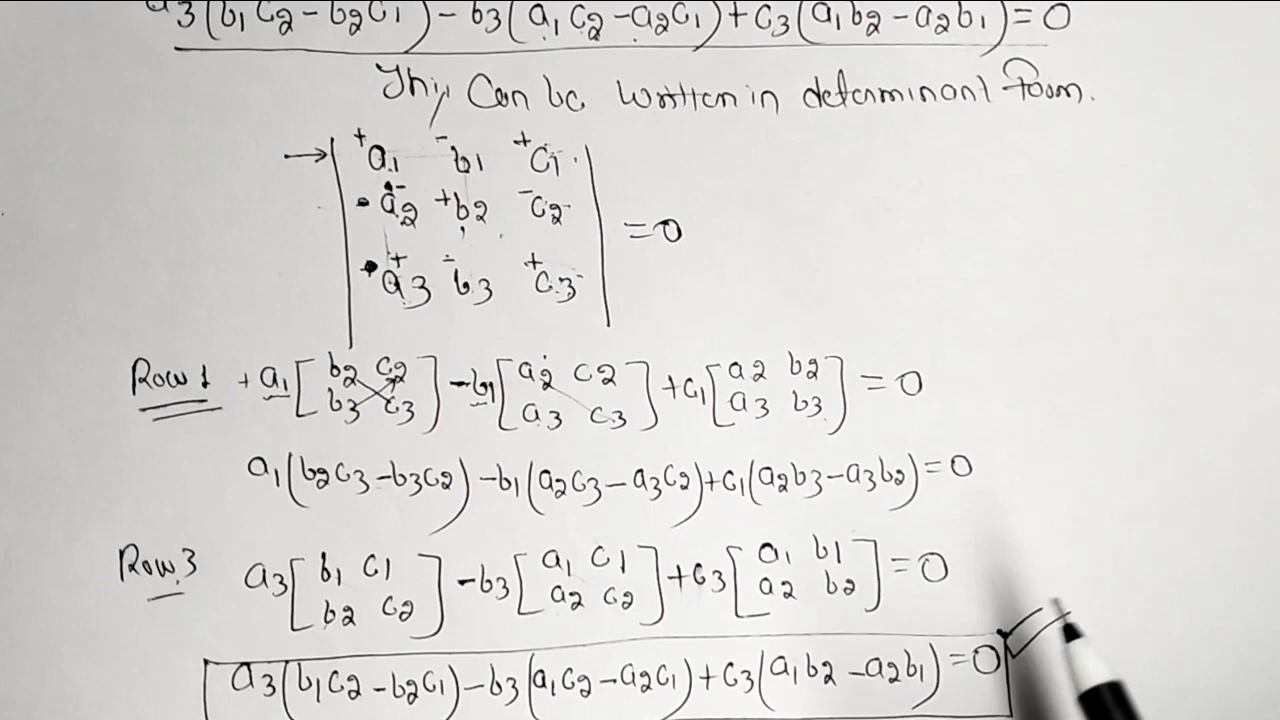 a3(b1c2-b2c1)-b3(a1c2-a2c1)+c3(a1b2-a2b1)=0
This can be written in determinant Form.
→ | +a1 -b1 +c1 |
| -a2 +b2 -c2 | =0
| +a3 -b3 +c3 |
Row 1 +a1[b2 c2 -b1[a2 c2 +c1[a2 b2
b3 c3] a3 c3] a3 b3] =0
a1(b2c3-b3c2)-b1(a2c3-a3c2)+c1(a2b3-a3b2)=0
Row 3 a3[b1 c1 -b3[a1 c1 +c3[a1 b1
b2 c2] a2 c2] a2 b2] =0
a3(b1c2-b2c1)-b3(a1c2-a2c1)+c3(a1b2-a2b1)=0